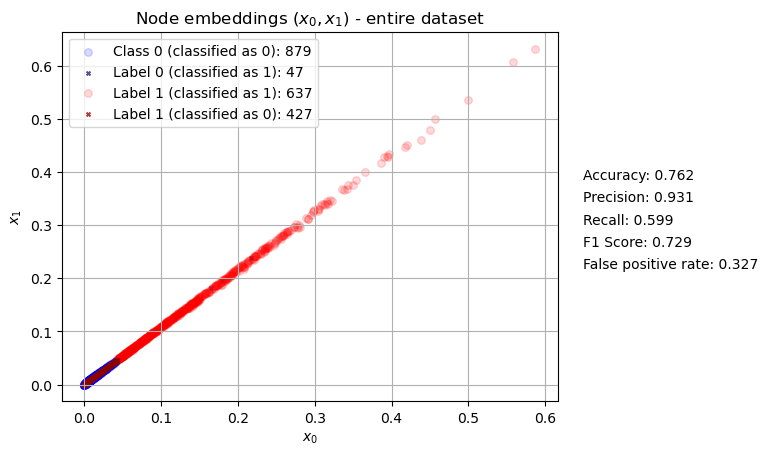 Node embeddings (x₀, x₁) - entire dataset
Class 0 (classified as 0): 879
Label 0 (classified as 1): 47
Label 1 (classified as 1): 637
Label 1 (classified as 0): 427
0.6
0.5
0.4
0.3
0.2
0.1
0.0
x₁
0.0 0.1 0.2 0.3 0.4 0.5 0.6
x₀
Accuracy: 0.762
Precision: 0.931
Recall: 0.599
F1 Score: 0.729
False positive rate: 0.327